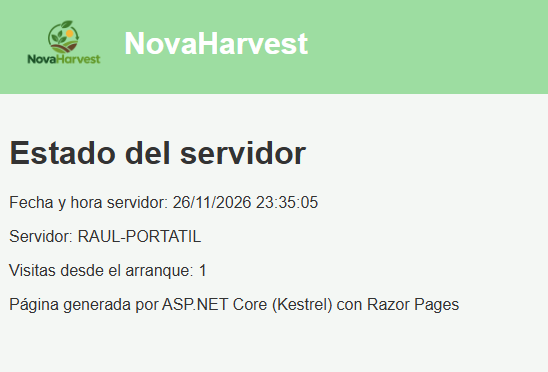 NovaHarvest
NovaHarvest
Estado del servidor
Fecha y hora servidor: 26/11/2026 23:35:05
Servidor: RAUL-PORTATIL
Visitas desde el arranque: 1
Página generada por ASP.NET Core (Kestrel) con Razor Pages